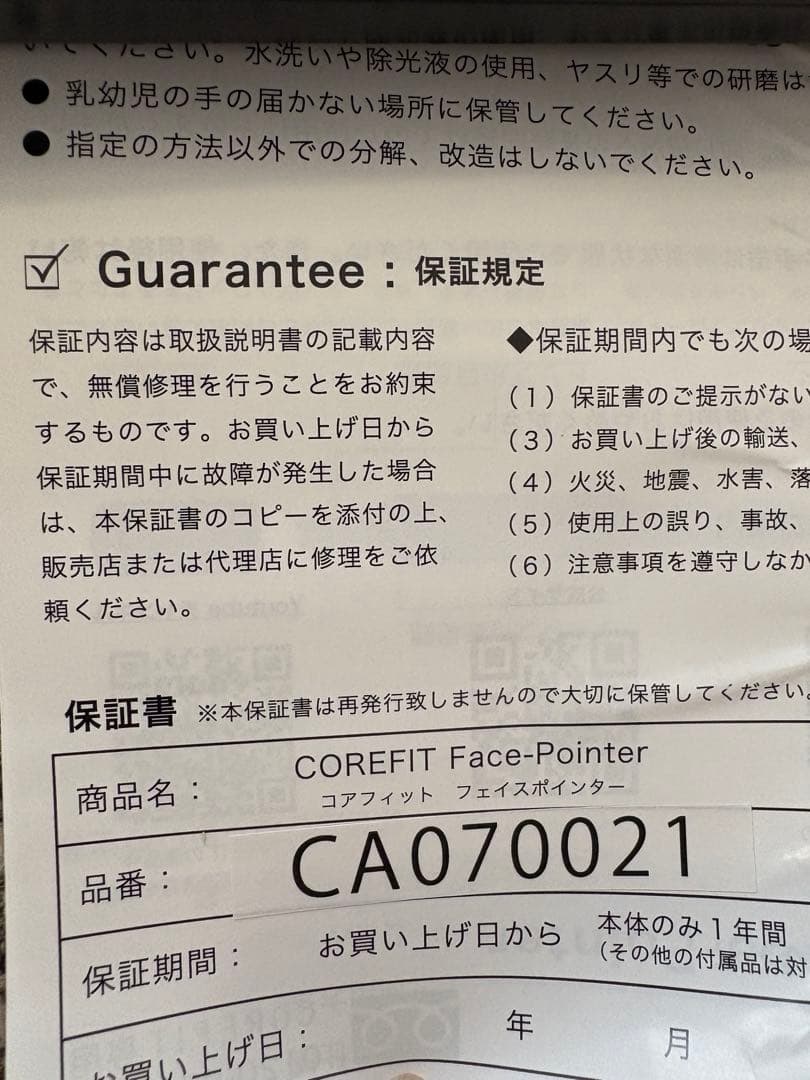 いてください。水洗いや除光液の使用、ヤスリ等での研磨は
● 乳幼児の手の届かない場所に保管してください。
● 指定の方法以外での分解、改造はしないでください。
☑ Guarantee : 保証規定
保証内容は取扱説明書の記載内容
で、無償修理を行うことをお約束
するものです。お買い上げ日から
保証期間中に故障が発生した場合
は、本保証書のコピーを添付の上、
販売店または代理店に修理をご依
頼ください。
◆保証期間内でも次の場
（1）保証書のご提示がない
（3）お買い上げ後の輸送、
（4）火災、地震、水害、落
（5）使用上の誤り、事故、
（6）注意事項を遵守しなか
保証書 ※本保証書は再発行致しませんので大切に保管してください。
商品名： COREFIT Face-Pointer
コアフィット フェイスポインター
品番： CA070021
保証期間： お買い上げ日から 本体のみ1年間
（その他の付属品は対
お買い上げ日： 年 月